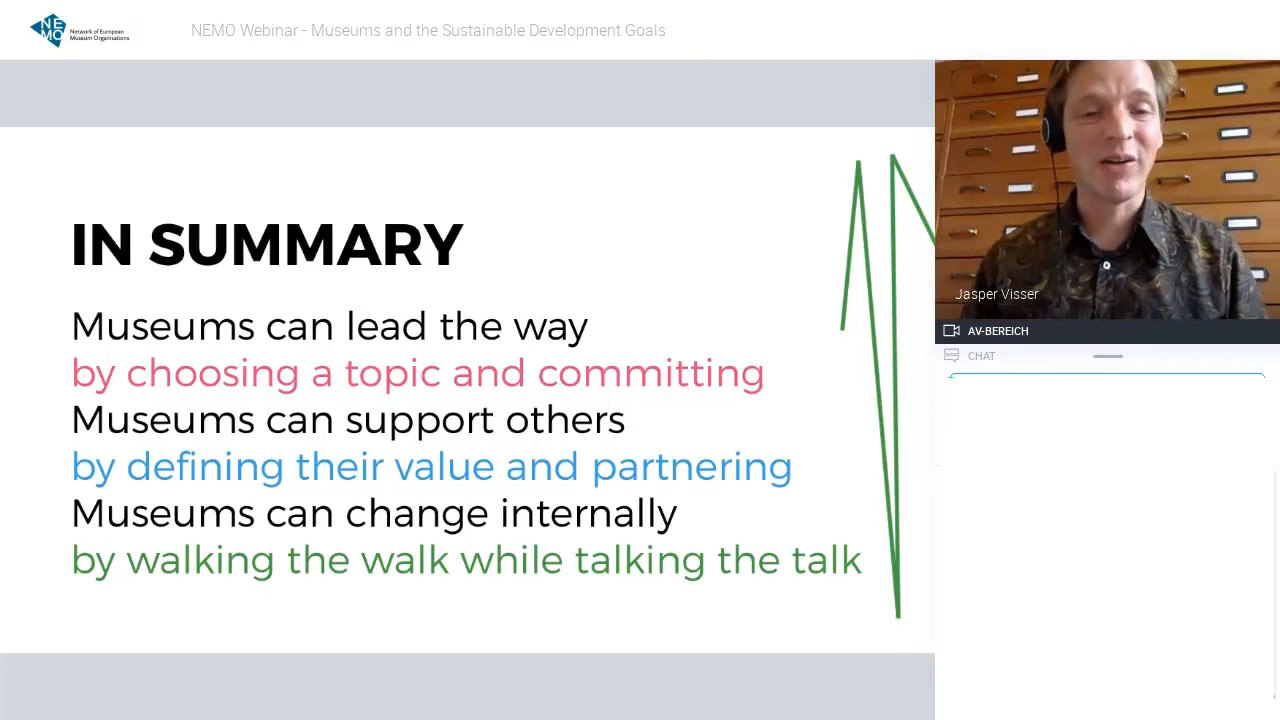 NEMO
Network of European
Museum Organisations
NEMO Webinar - Museums and the Sustainable Development Goals
IN SUMMARY
Museums can lead the way
by choosing a topic and committing
Museums can support others
by defining their value and partnering
Museums can change internally
by walking the walk while talking the talk
Jasper Visser
AV-BEREICH
CHAT